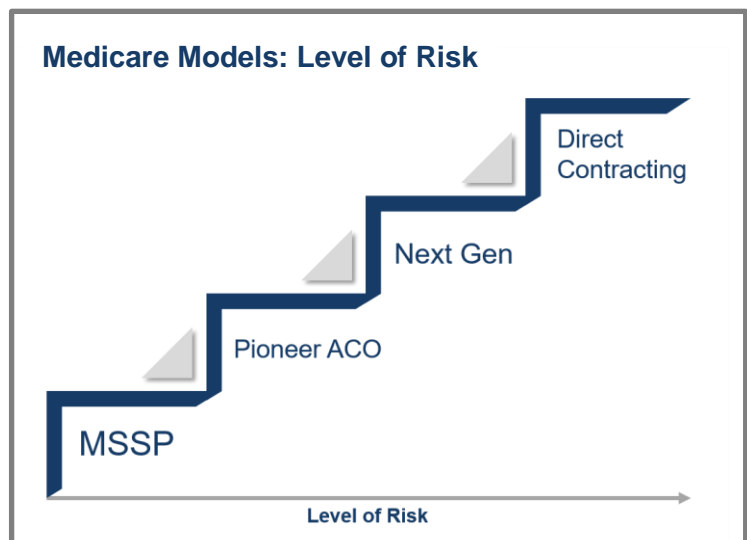 Medicare Models: Level of Risk
Direct
Contracting
Next Gen
Pioneer ACO
MSSP
Level of Risk